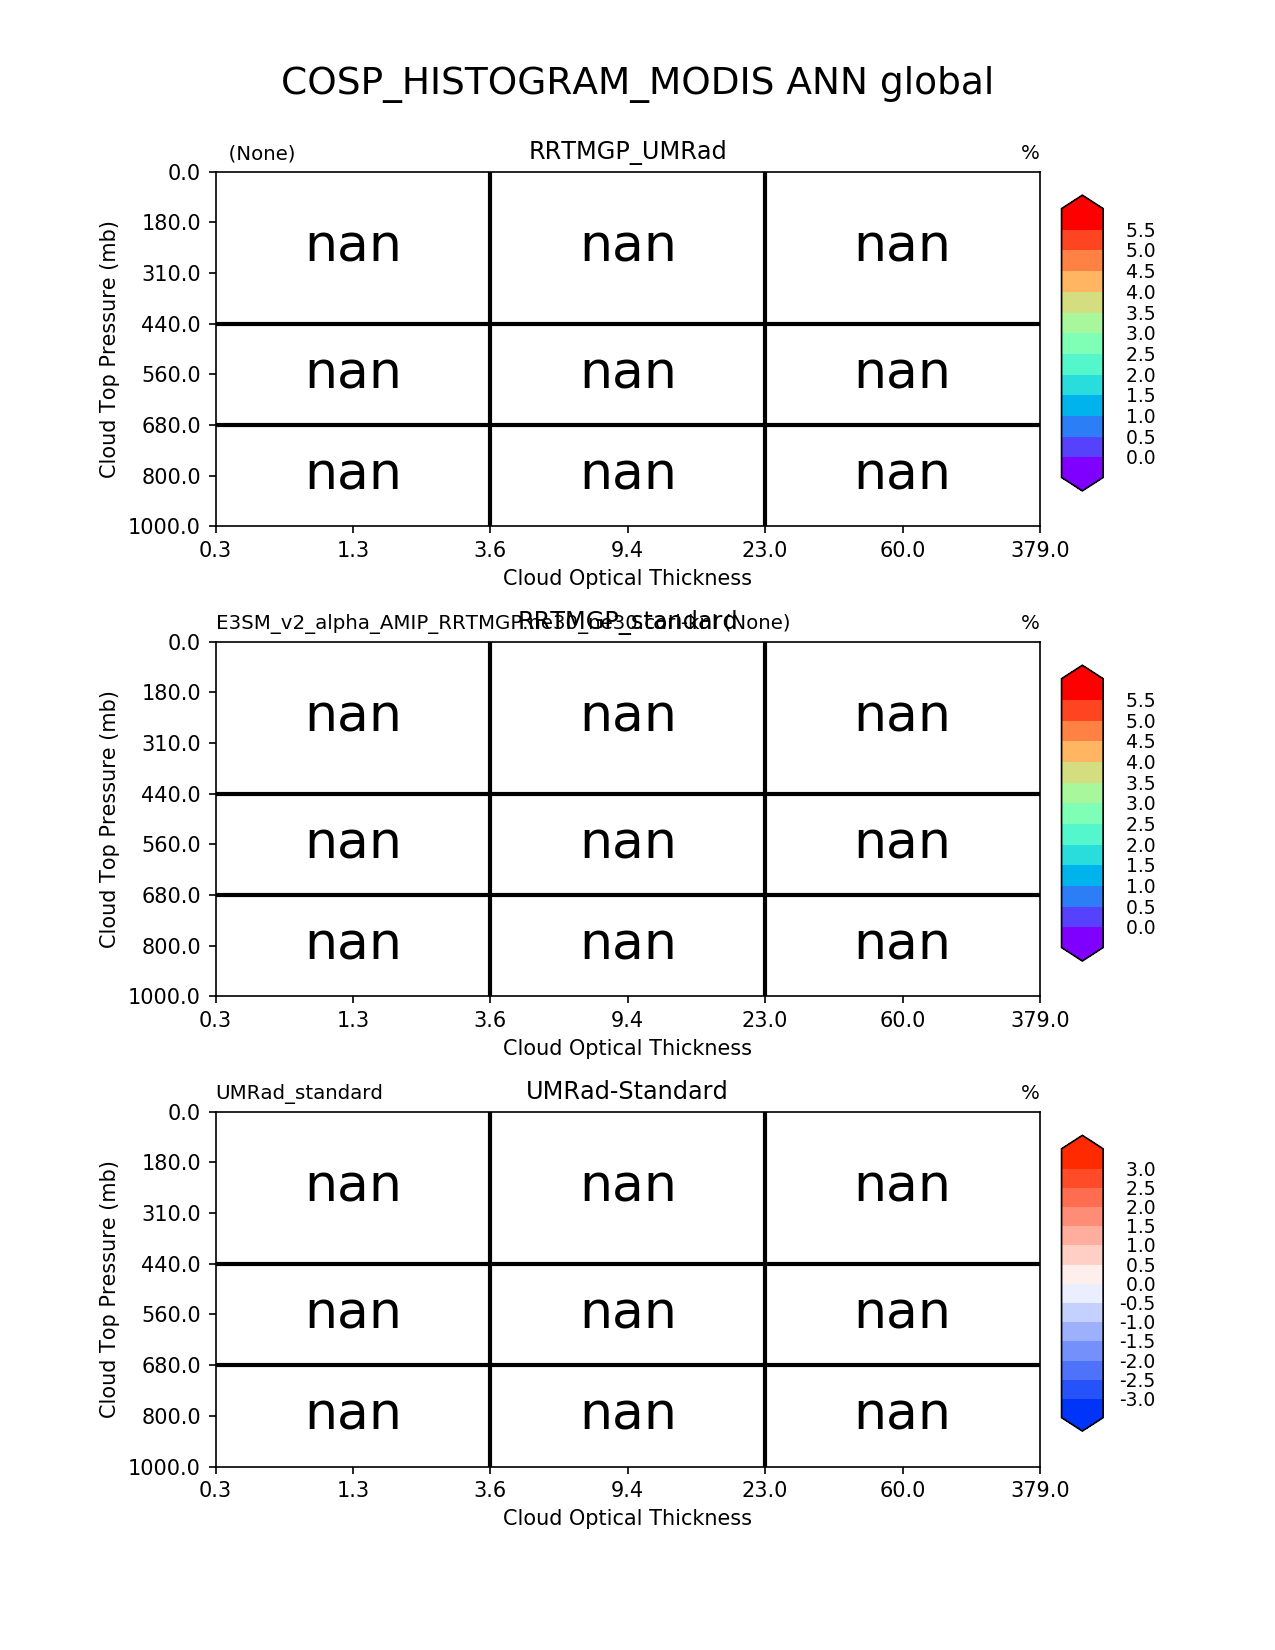 COSP_HISTOGRAM_MODIS ANN global
(None) RRTMGP_UMRad %
0.0
180.0
310.0
440.0
560.0
680.0
800.0
1000.0
Cloud Top Pressure (mb)
nan nan nan
nan nan nan
nan nan nan
0.3 1.3 3.6 9.4 23.0 60.0 379.0
Cloud Optical Thickness
5.5
5.0
4.5
4.0
3.5
3.0
2.5
2.0
1.5
1.0
0.5
0.0
E3SM_v2_alpha_AMIP_RRTMGP (None) RRTMGP_standard %
0.0
180.0
310.0
440.0
560.0
680.0
800.0
1000.0
Cloud Top Pressure (mb)
nan nan nan
nan nan nan
nan nan nan
0.3 1.3 3.6 9.4 23.0 60.0 379.0
Cloud Optical Thickness
5.5
5.0
4.5
4.0
3.5
3.0
2.5
2.0
1.5
1.0
0.5
0.0
UMRad_standard UMRad-Standard %
0.0
180.0
310.0
440.0
560.0
680.0
800.0
1000.0
Cloud Top Pressure (mb)
nan nan nan
nan nan nan
nan nan nan
0.3 1.3 3.6 9.4 23.0 60.0 379.0
Cloud Optical Thickness
3.0
2.5
2.0
1.5
1.0
0.5
0.0
-0.5
-1.0
-1.5
-2.0
-2.5
-3.0